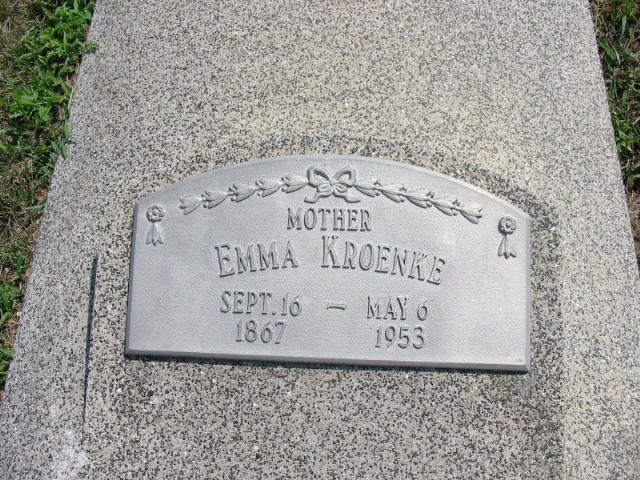 MOTHER
EMMA KROENKE
SEPT. 16 — MAY 6
1867 1953